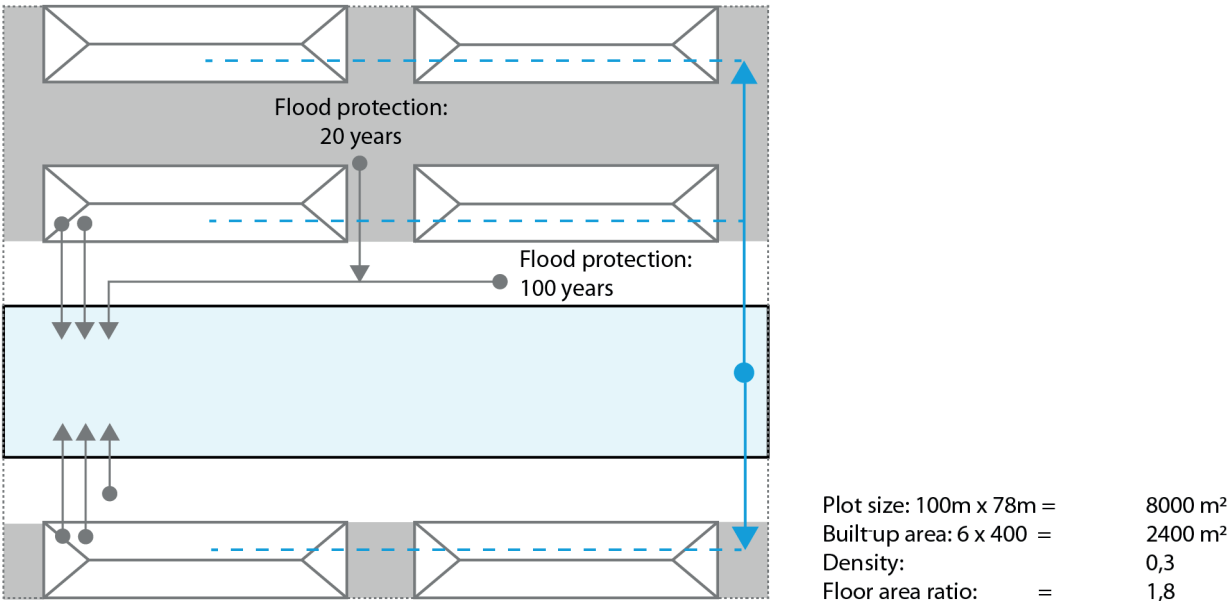 Flood protection:
20 years
Flood protection:
100 years
Plot size: 100m x 78m = 8000 m²
Built-up area: 6 x 400 = 2400 m²
Density: 0,3
Floor area ratio: = 1,8